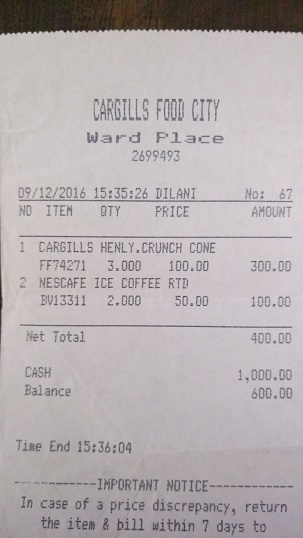 CARGILLS FOOD CITY
Ward Place
2699493
09/12/2016 15:35:26 DILANI No: 67
NO ITEM QTY PRICE AMOUNT
1 CARGILLS HENLY.CRUNCH CONE
FF74271 3.000 100.00 300.00
2 NESCAFE ICE COFFEE RTD
BV13311 2.000 50.00 100.00
Net Total 400.00
CASH 1,000.00
Balance 600.00
Time End 15:36:04
------------IMPORTANT NOTICE------------
In case of a price discrepancy, return
the item & bill within 7 days to